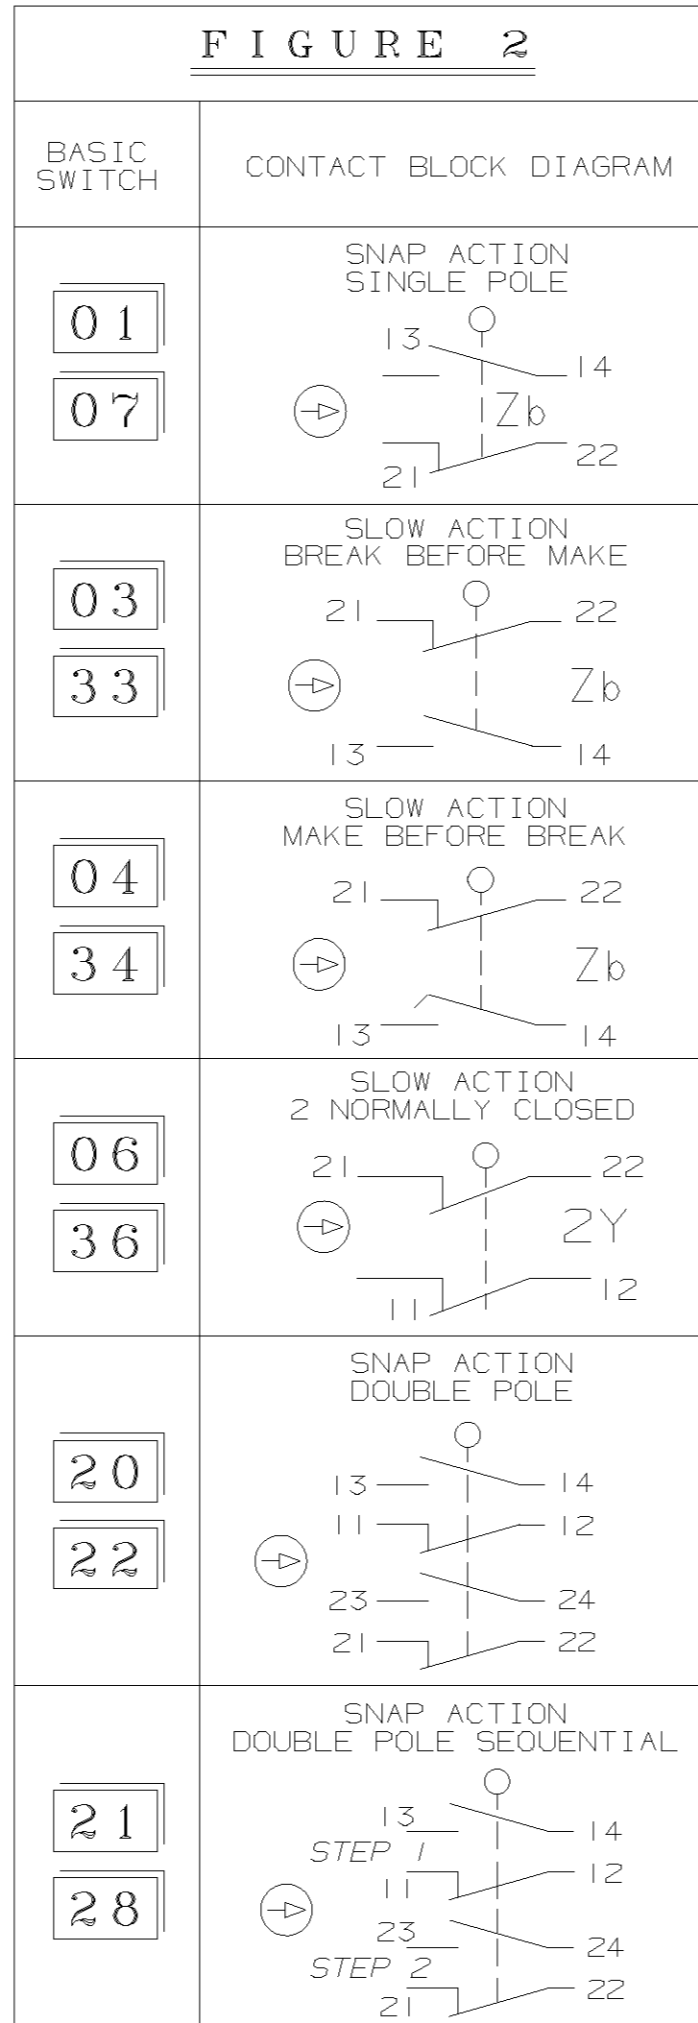 FIGURE 2
BASIC
SWITCH
CONTACT BLOCK DIAGRAM
01
07
SNAP ACTION
SINGLE POLE
13
14
Zb
21
22
03
33
SLOW ACTION
BREAK BEFORE MAKE
21
22
Zb
13
14
04
34
SLOW ACTION
MAKE BEFORE BREAK
21
22
Zb
13
14
06
36
SLOW ACTION
2 NORMALLY CLOSED
21
22
2Y
11
12
20
22
SNAP ACTION
DOUBLE POLE
13
14
11
12
23
24
21
22
21
28
SNAP ACTION
DOUBLE POLE SEQUENTIAL
13
14
STEP 1
11
12
23
24
STEP 2
21
22